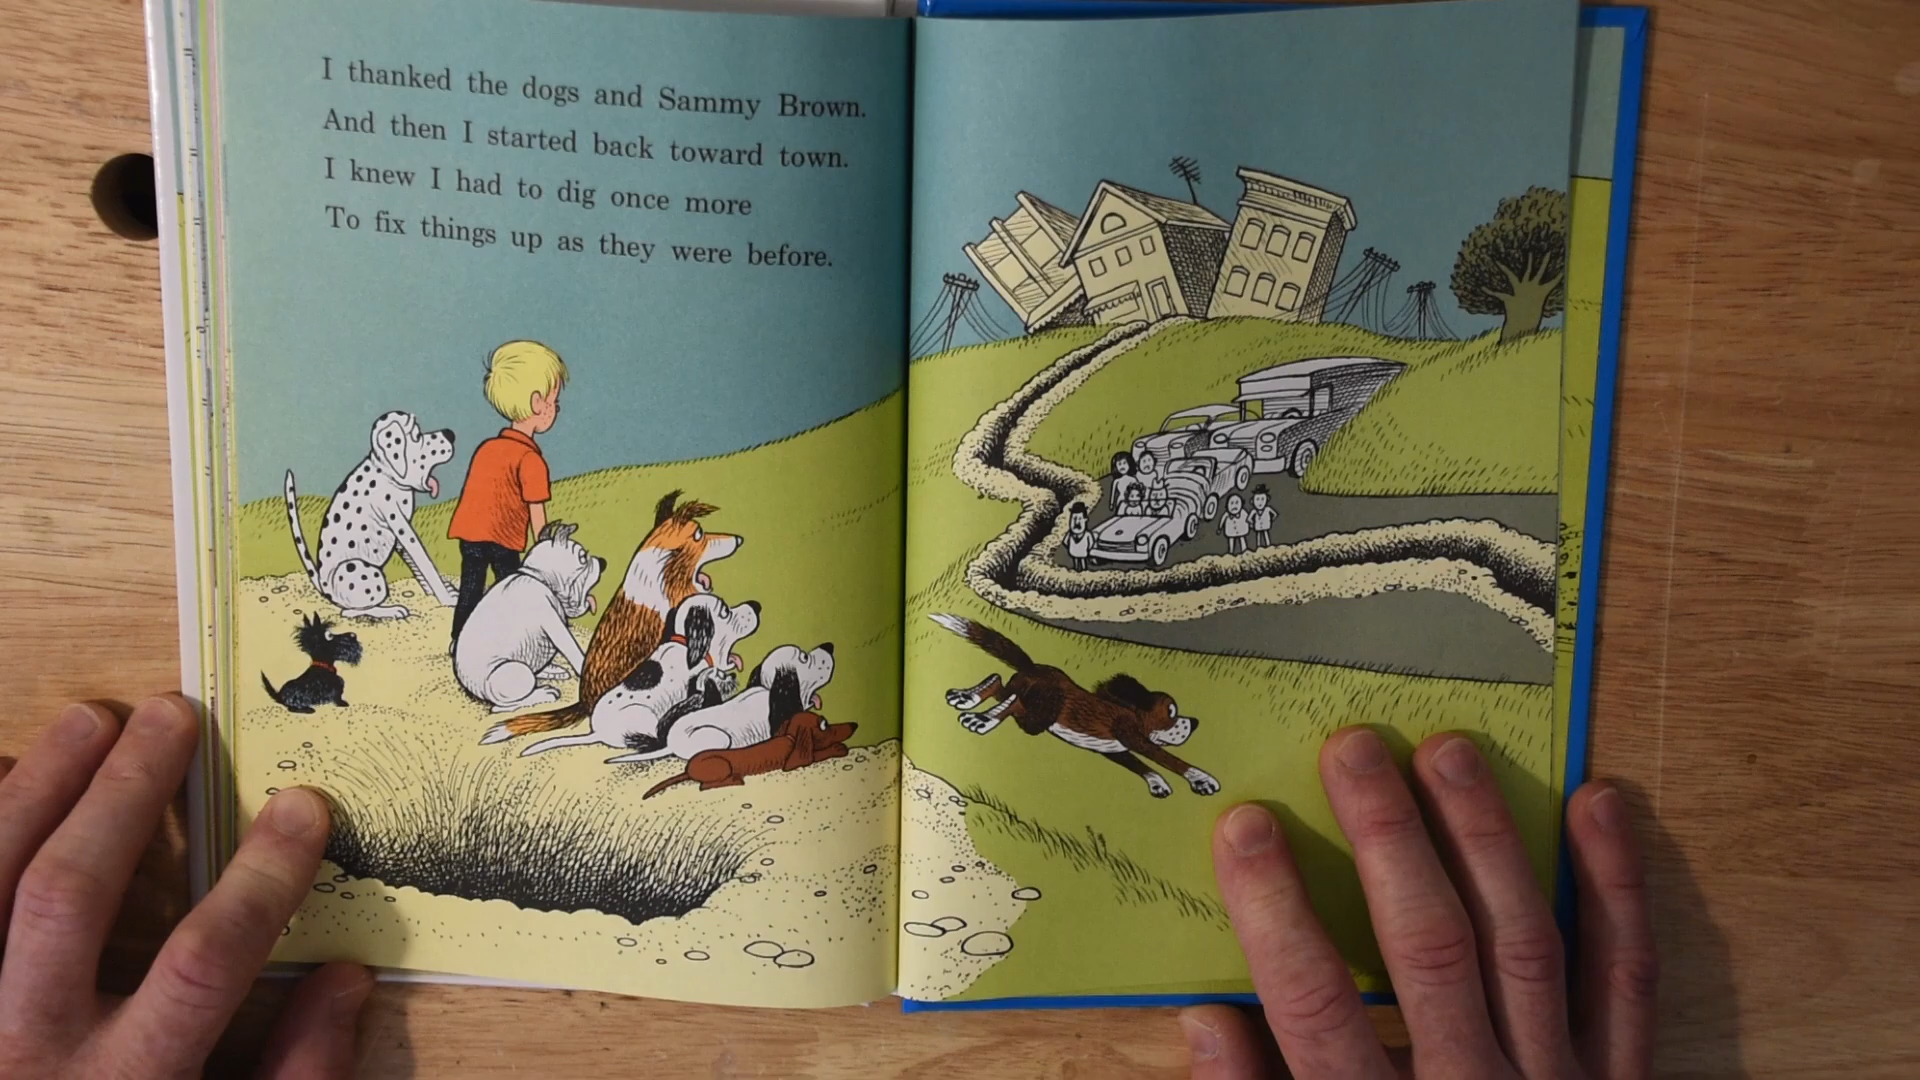 I thanked the dogs and Sammy Brown.
And then I started back toward town.
I knew I had to dig once more
To fix things up as they were before.